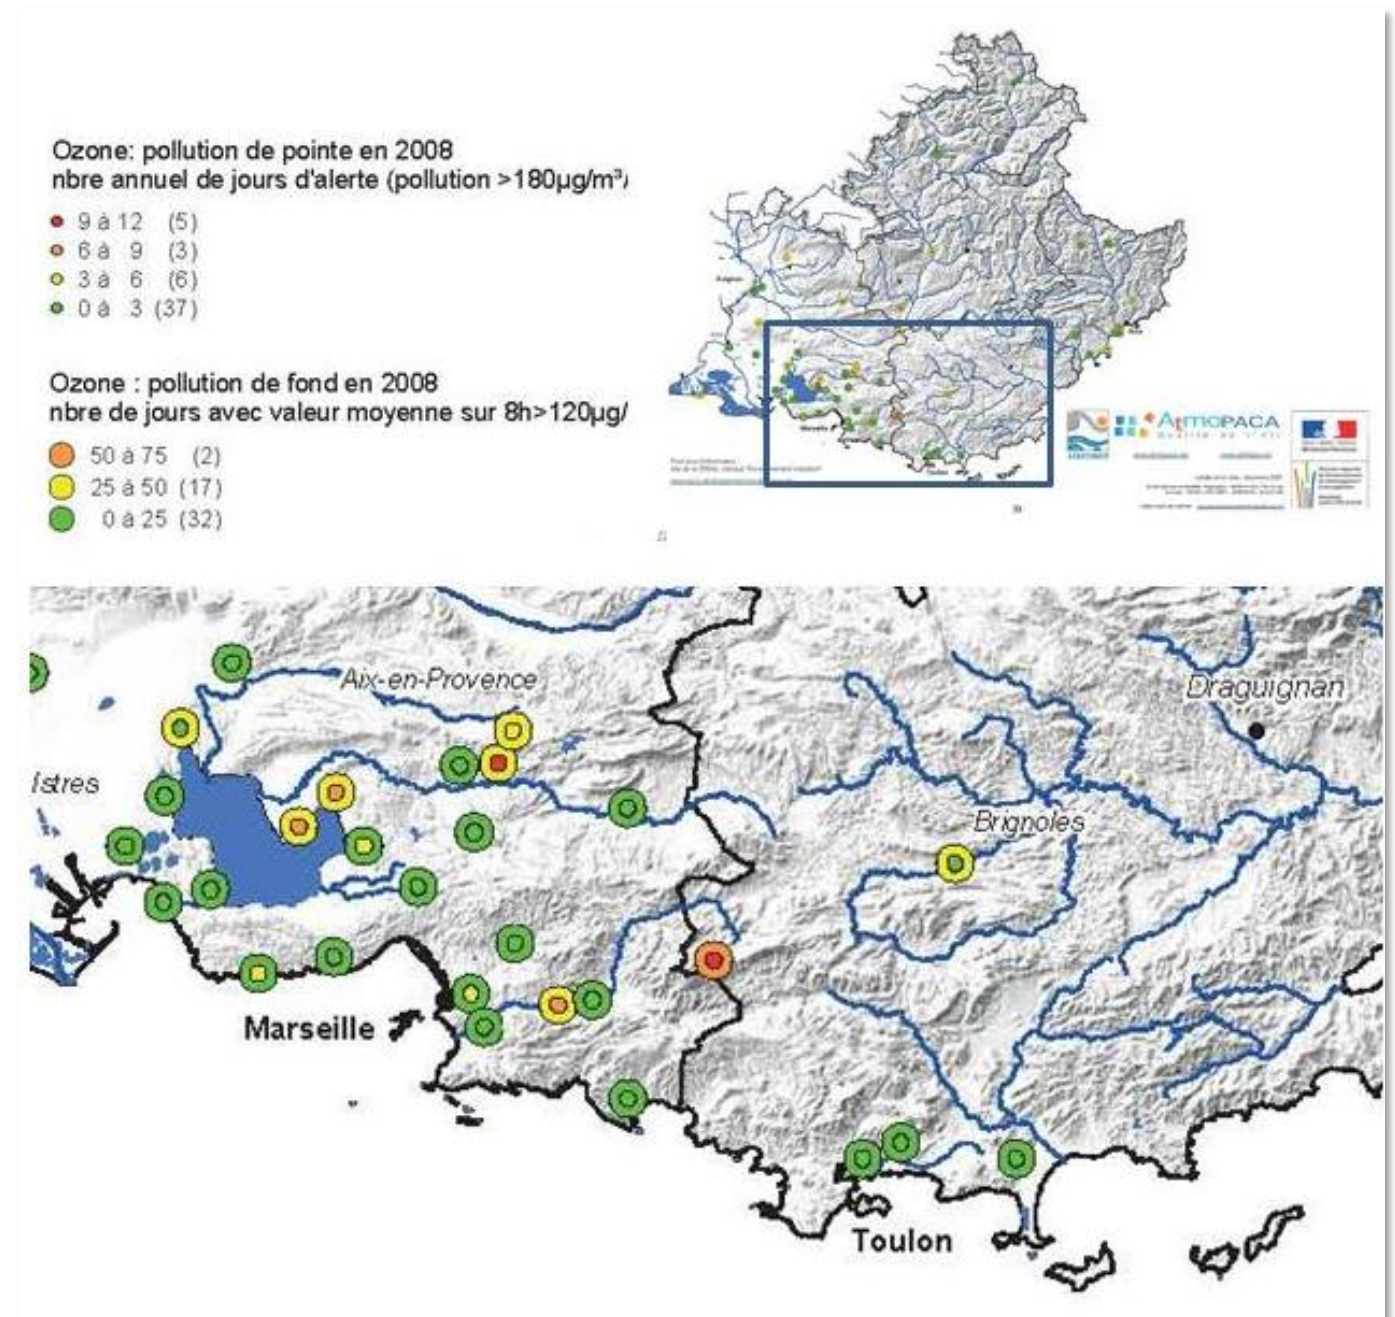 Ozone: pollution de pointe en 2008
nbre annuel de jours d'alerte (pollution >180µg/m³)
9 à 12 (5)
6 à 9 (3)
3 à 6 (6)
0 à 3 (37)
Ozone : pollution de fond en 2008
nbre de jours avec valeur moyenne sur 8h>120µg/
50 à 75 (2)
25 à 50 (17)
0 à 25 (32)
AtmoPACA
Qualité de l'air
Aix-en-Provence
Draguignan
Istres
Brignoles
Marseille
Toulon